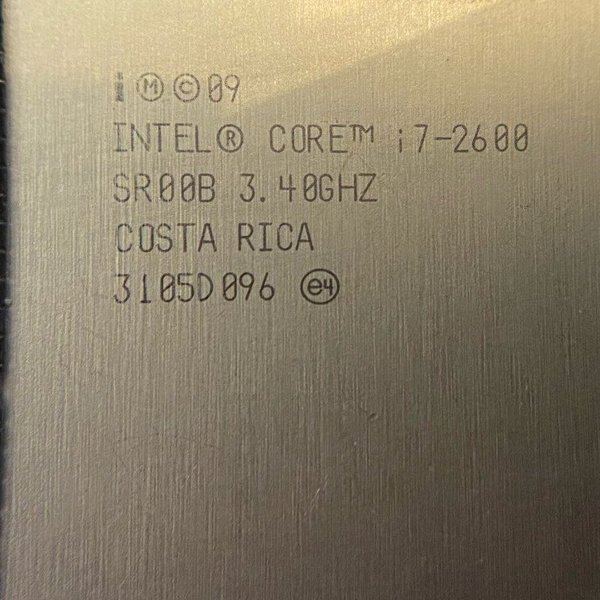 i Ⓜ ©09
INTEL® CORE™ i7-2600
SR00B 3.40GHZ
COSTA RICA
3105D096 e4